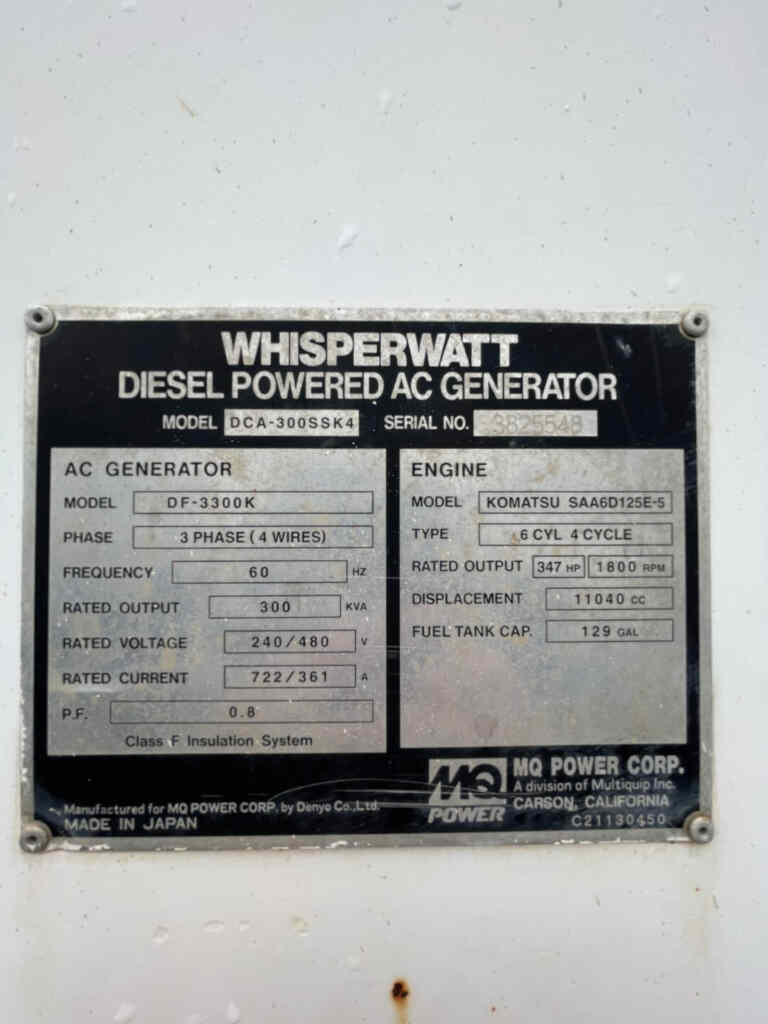 WHISPERWATT
DIESEL POWERED AC GENERATOR
MODEL DCA-300SSK4 SERIAL NO. 3825548
AC GENERATOR
MODEL DF-3300K
PHASE 3 PHASE (4 WIRES)
FREQUENCY 60 HZ
RATED OUTPUT 300 KVA
RATED VOLTAGE 240/480 V
RATED CURRENT 722/361 A
P.F. 0.8
Class F Insulation System
ENGINE
MODEL KOMATSU SAA6D125E-5
TYPE 6 CYL 4 CYCLE
RATED OUTPUT 347 HP 1800 RPM
DISPLACEMENT 11040 CC
FUEL TANK CAP. 129 GAL
Manufactured for MQ POWER CORP. by Denyo Co.,Ltd.
MADE IN JAPAN
MQ
POWER
MQ POWER CORP.
A division of Multiquip Inc.
CARSON, CALIFORNIA
C21130450